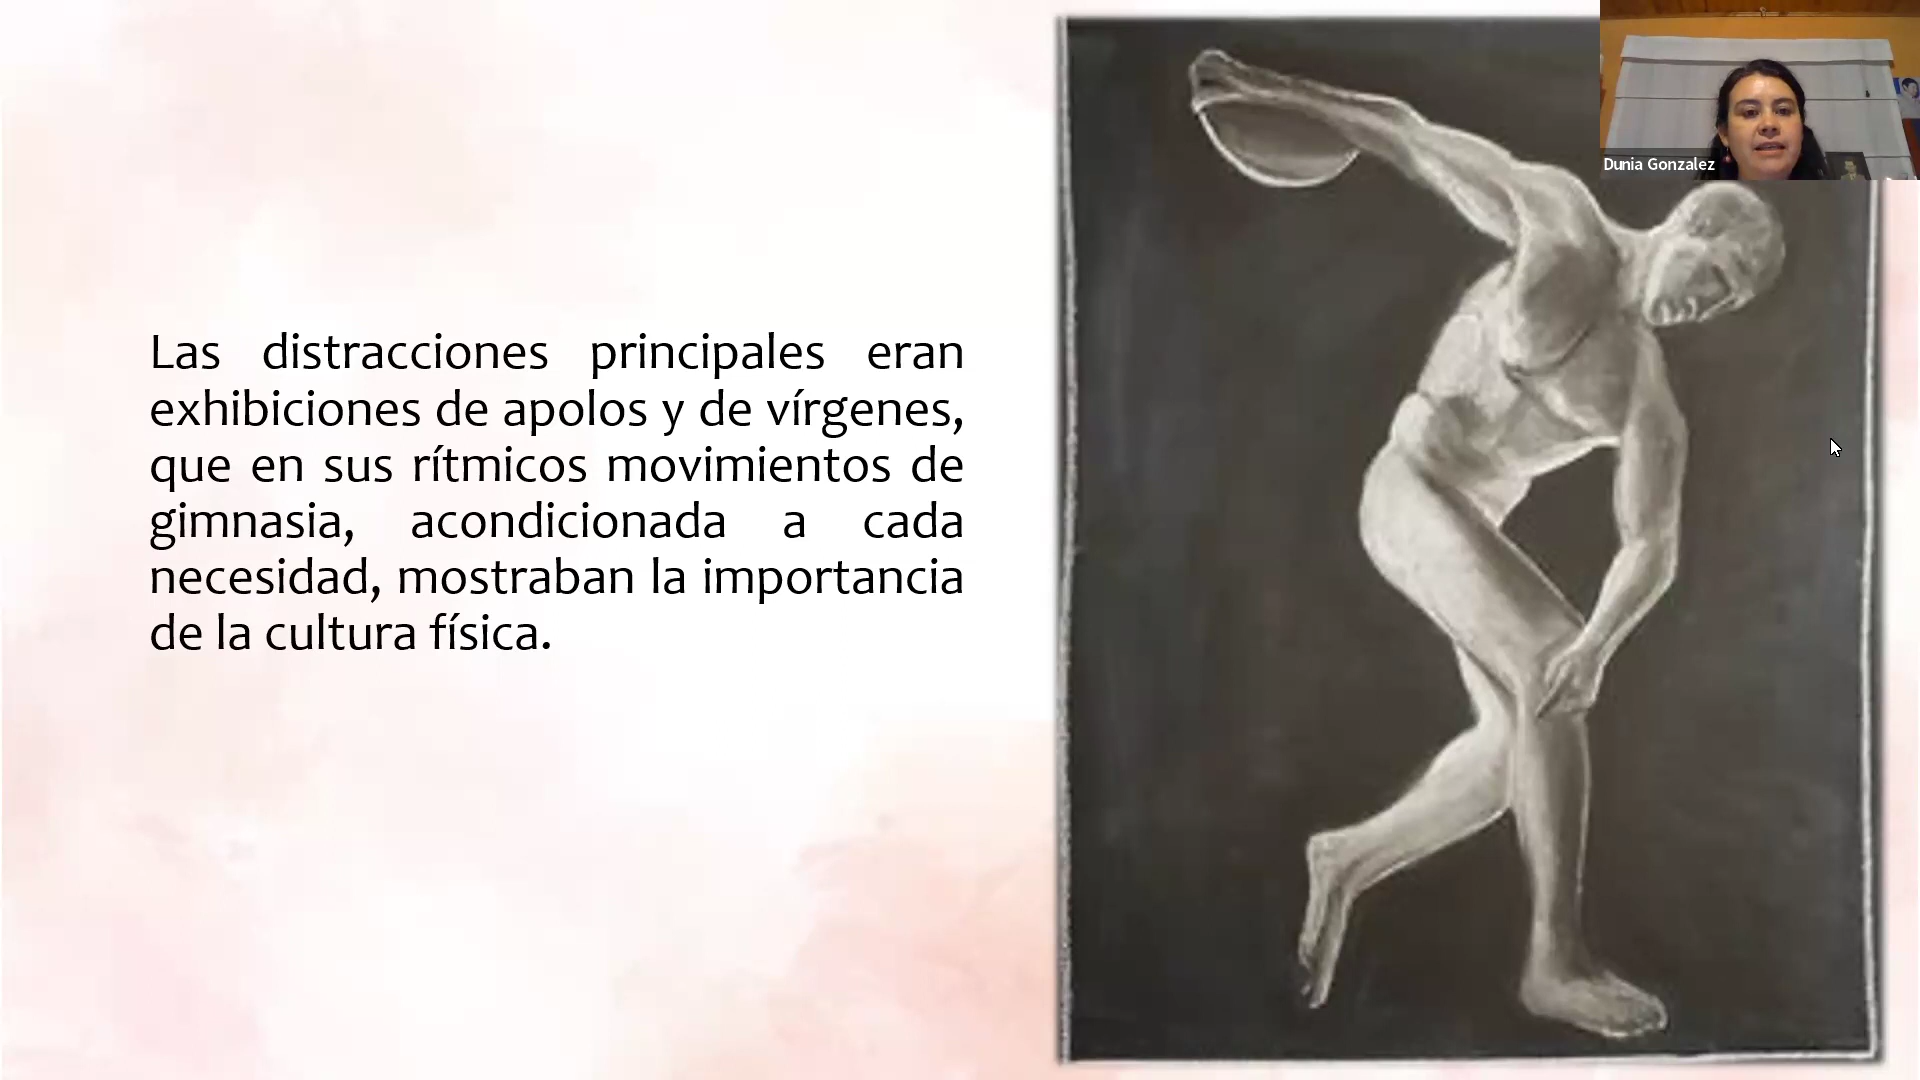 Dunia Gonzalez
Las distracciones principales eran
exhibiciones de apolos y de vírgenes,
que en sus rítmicos movimientos de
gimnasia, acondicionada a cada
necesidad, mostraban la importancia
de la cultura física.